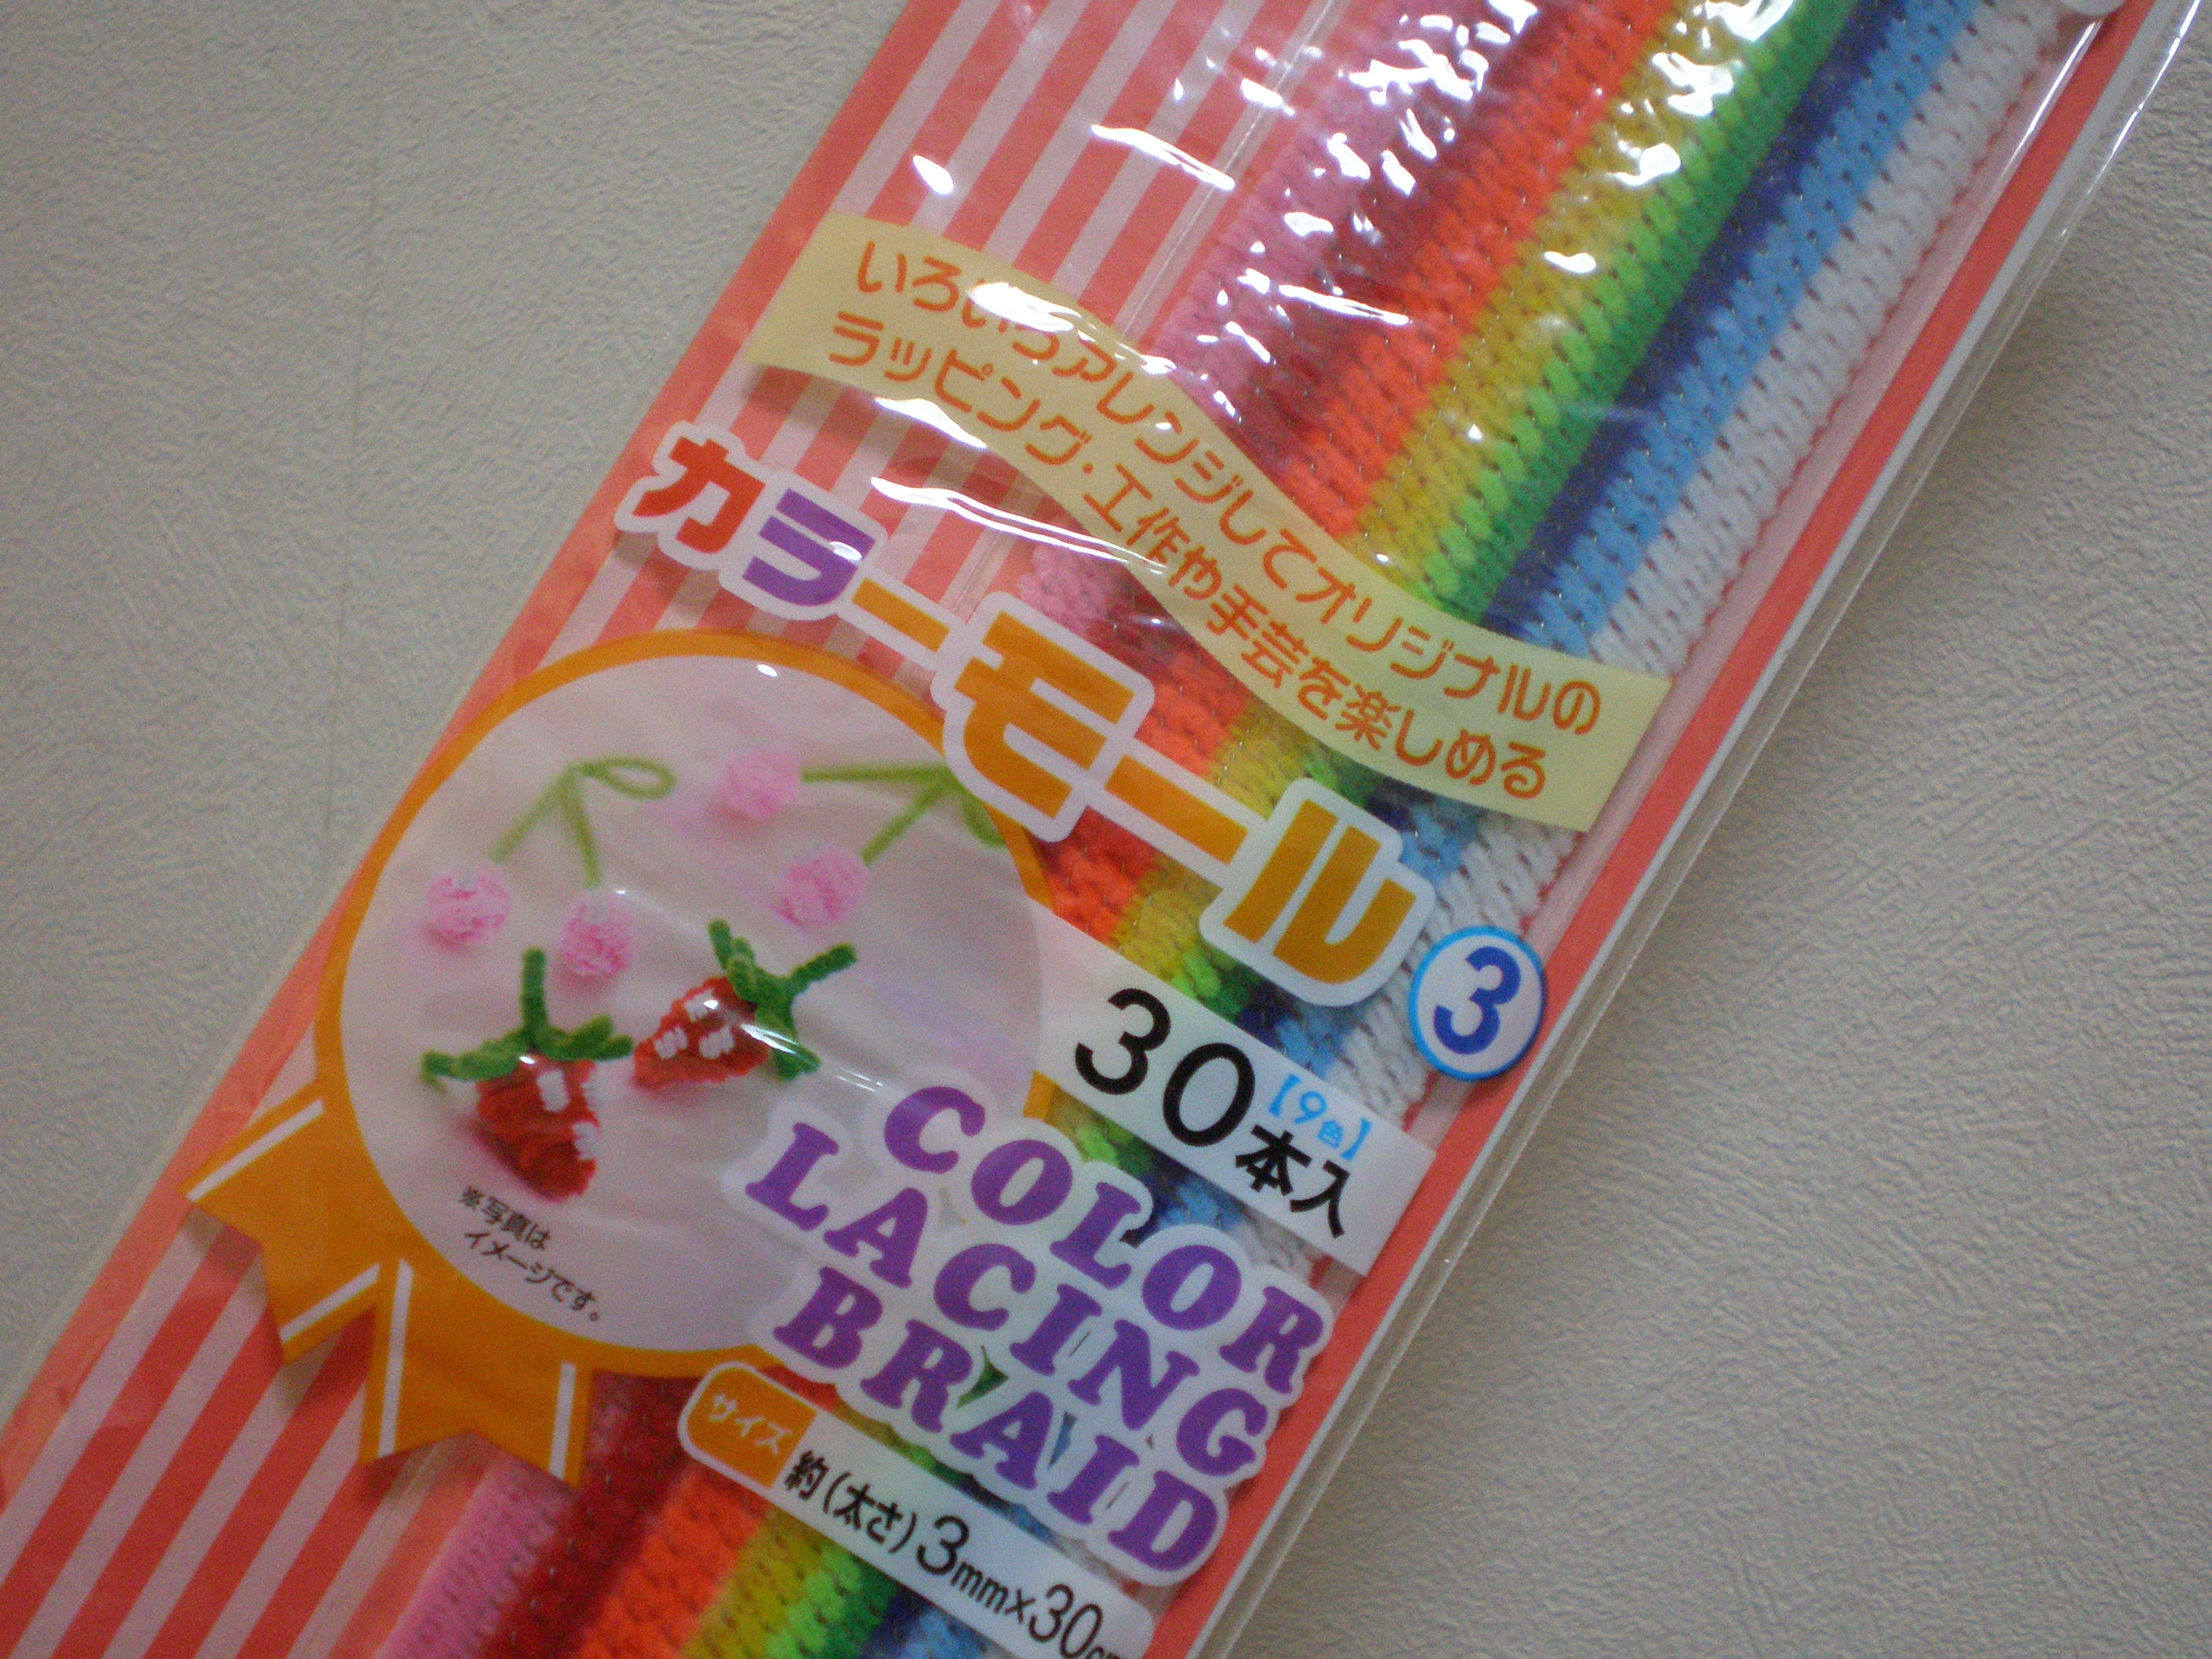 いろいろアレンジしてオリジナルの
ラッピング・工作や手芸を楽しめる
カラーモール
3
30本入
【9色】
COLOR
LACING
BRAID
※写真は
イメージです。
サイズ
約(太さ)3mm×30cm